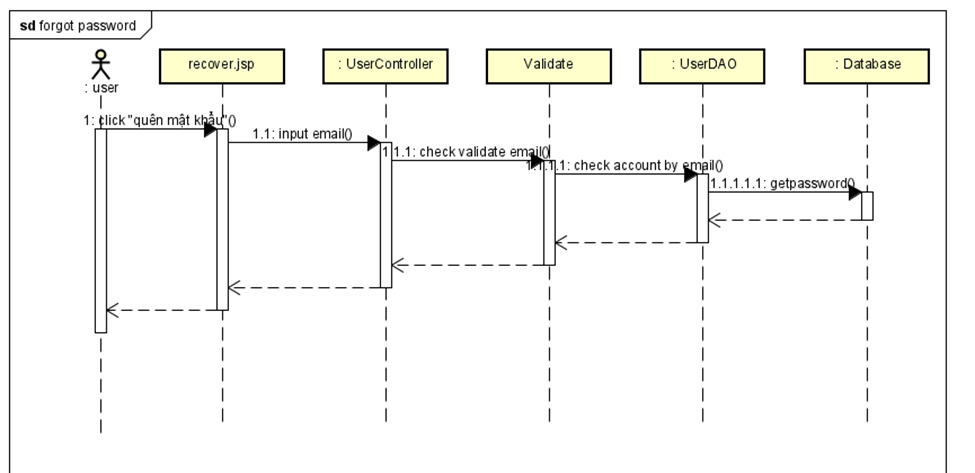 sd forgot password
: user
recover.jsp
: UserController
Validate
: UserDAO
: Database
1: click "quên mật khẩu"()
1.1: input email()
1.1.1: check validate email()
1.1.1.1: check account by email()
1.1.1.1.1: getpassword()